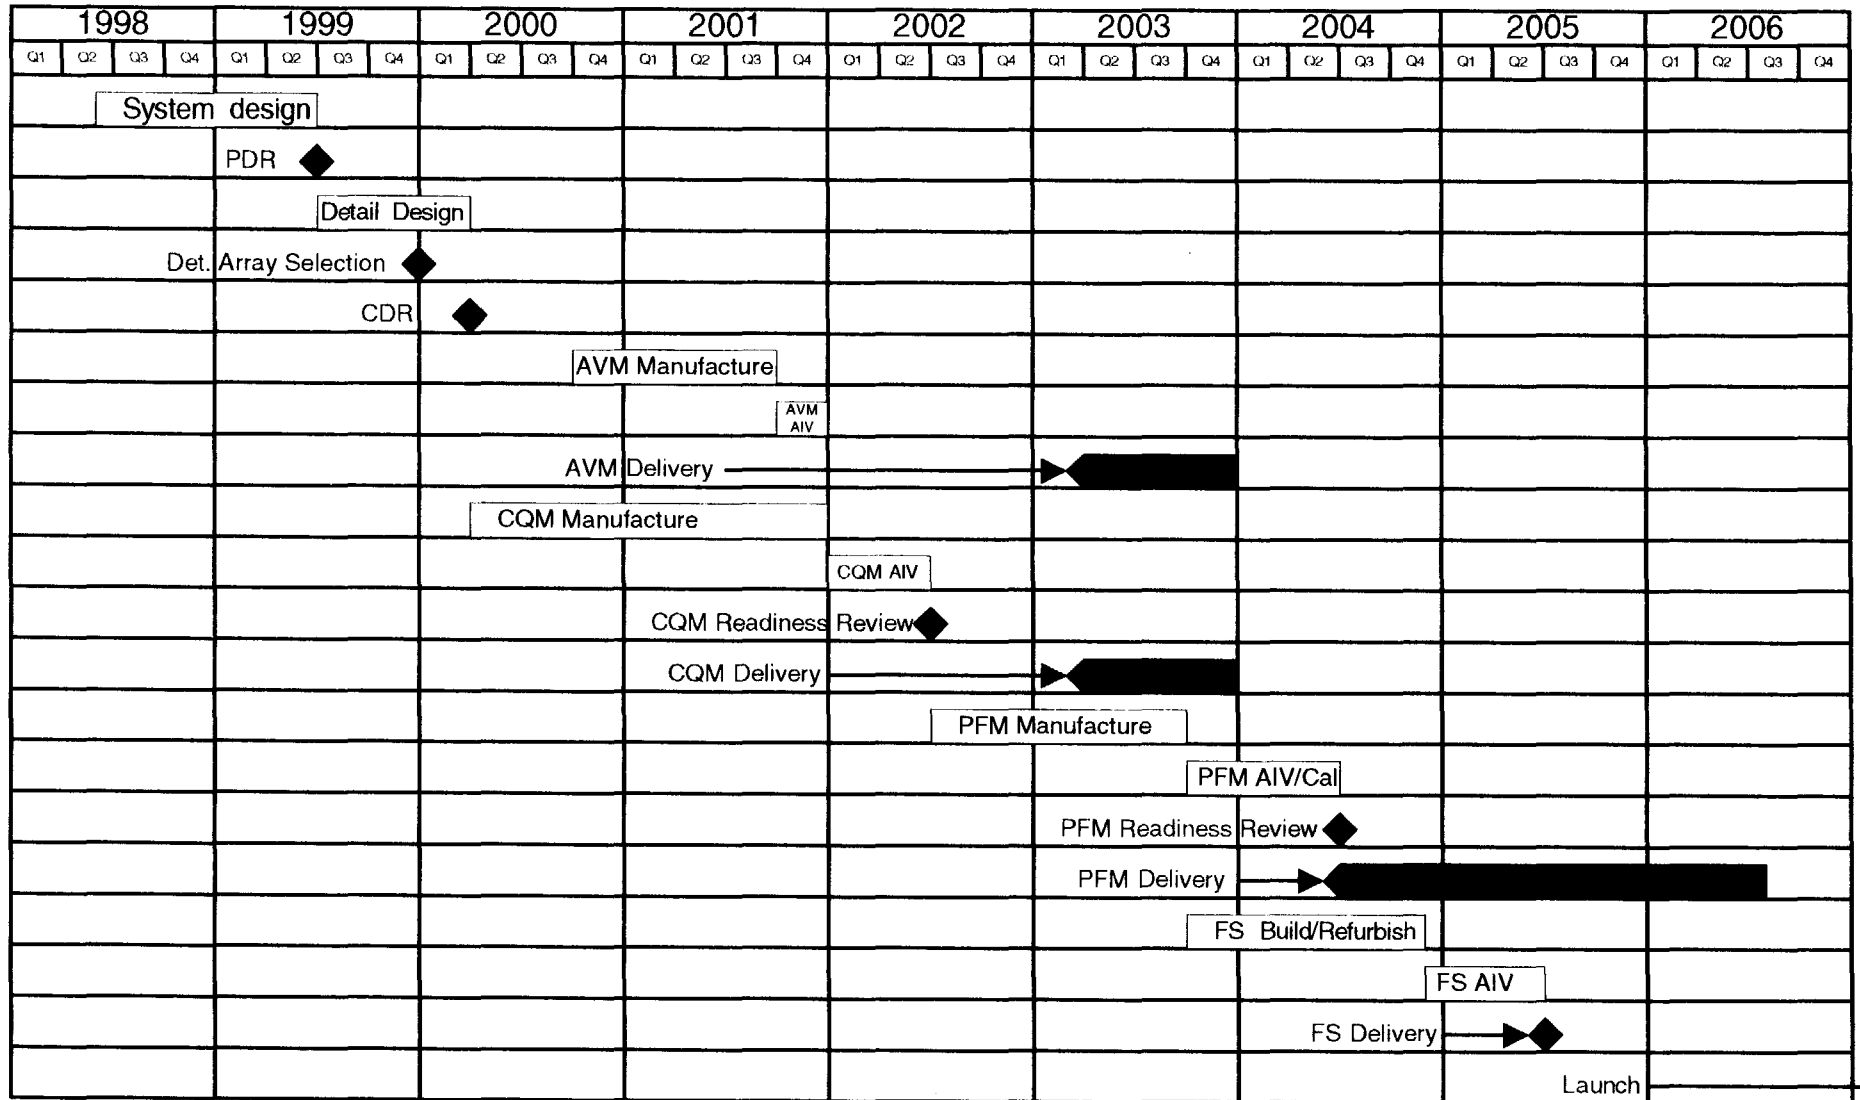 1998 1999 2000 2001 2002 2003 2004 2005 2006
Q1 Q2 Q3 Q4 Q1 Q2 Q3 Q4 Q1 Q2 Q3 Q4 Q1 Q2 Q3 Q4 Q1 Q2 Q3 Q4 Q1 Q2 Q3 Q4 Q1 Q2 Q3 Q4 Q1 Q2 Q3 Q4 Q1 Q2 Q3 Q4
System design
PDR
Detail Design
Det. Array Selection
CDR
AVM Manufacture
AVM
AIV
AVM Delivery
CQM Manufacture
CQM AIV
CQM Readiness Review
CQM Delivery
PFM Manufacture
PFM AIV/Cal
PFM Readiness Review
PFM Delivery
FS Build/Refurbish
FS AIV
FS Delivery
Launch